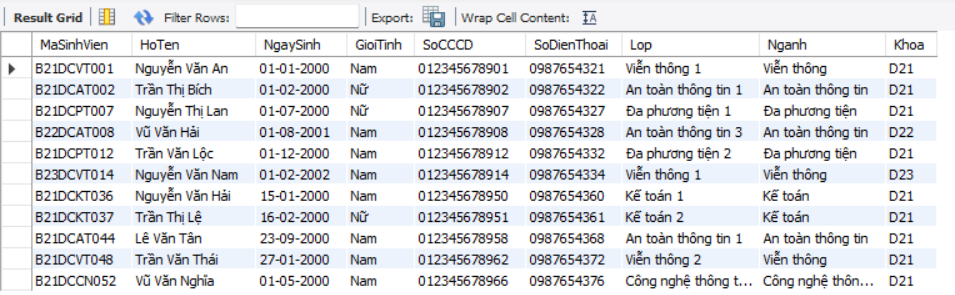 Result Grid Filter Rows: Export: Wrap Cell Content:
MaSinhVien HoTen NgaySinh GioiTinh SoCCCD SoDienThoai Lop Nganh Khoa
B21DCVT001 Nguyễn Văn An 01-01-2000 Nam 012345678901 0987654321 Viễn thông 1 Viễn thông D21
B21DCAT002 Trần Thị Bích 01-02-2000 Nữ 012345678902 0987654322 An toàn thông tin 1 An toàn thông tin D21
B21DCPT007 Nguyễn Thị Lan 01-07-2000 Nữ 012345678907 0987654327 Đa phương tiện 1 Đa phương tiện D21
B22DCAT008 Vũ Văn Hải 01-08-2001 Nam 012345678908 0987654328 An toàn thông tin 3 An toàn thông tin D22
B21DCPT012 Trần Văn Lộc 01-12-2000 Nam 012345678912 0987654332 Đa phương tiện 2 Đa phương tiện D21
B23DCVT014 Nguyễn Văn Nam 01-02-2002 Nam 012345678914 0987654334 Viễn thông 1 Viễn thông D23
B21DCKT036 Nguyễn Văn Hải 15-01-2000 Nam 012345678950 0987654360 Kế toán 1 Kế toán D21
B21DCKT037 Trần Thị Lệ 16-02-2000 Nữ 012345678951 0987654361 Kế toán 2 Kế toán D21
B21DCAT044 Lê Văn Tân 23-09-2000 Nam 012345678958 0987654368 An toàn thông tin 1 An toàn thông tin D21
B21DCVT048 Trần Văn Thái 27-01-2000 Nam 012345678962 0987654372 Viễn thông 2 Viễn thông D21
B21DCCN052 Vũ Văn Nghĩa 01-05-2000 Nam 012345678966 0987654376 Công nghệ thông t... Công nghệ thôn... D21